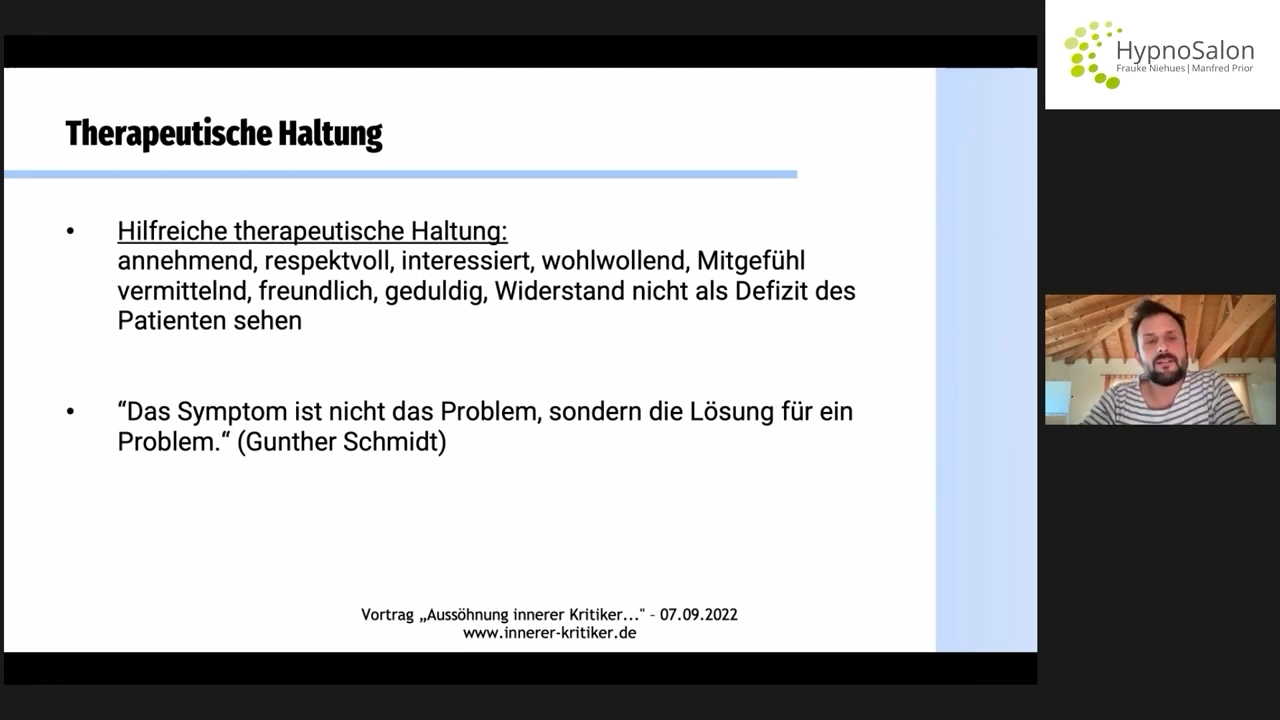 Therapeutische Haltung
• Hilfreiche therapeutische Haltung:
annehmend, respektvoll, interessiert, wohlwollend, Mitgefühl
vermittelnd, freundlich, geduldig, Widerstand nicht als Defizit des
Patienten sehen
• “Das Symptom ist nicht das Problem, sondern die Lösung für ein
Problem.“ (Gunther Schmidt)
Vortrag „Aussöhnung innerer Kritiker..." - 07.09.2022
www.innerer-kritiker.de
HypnoSalon
Frauke Niehues | Manfred Prior